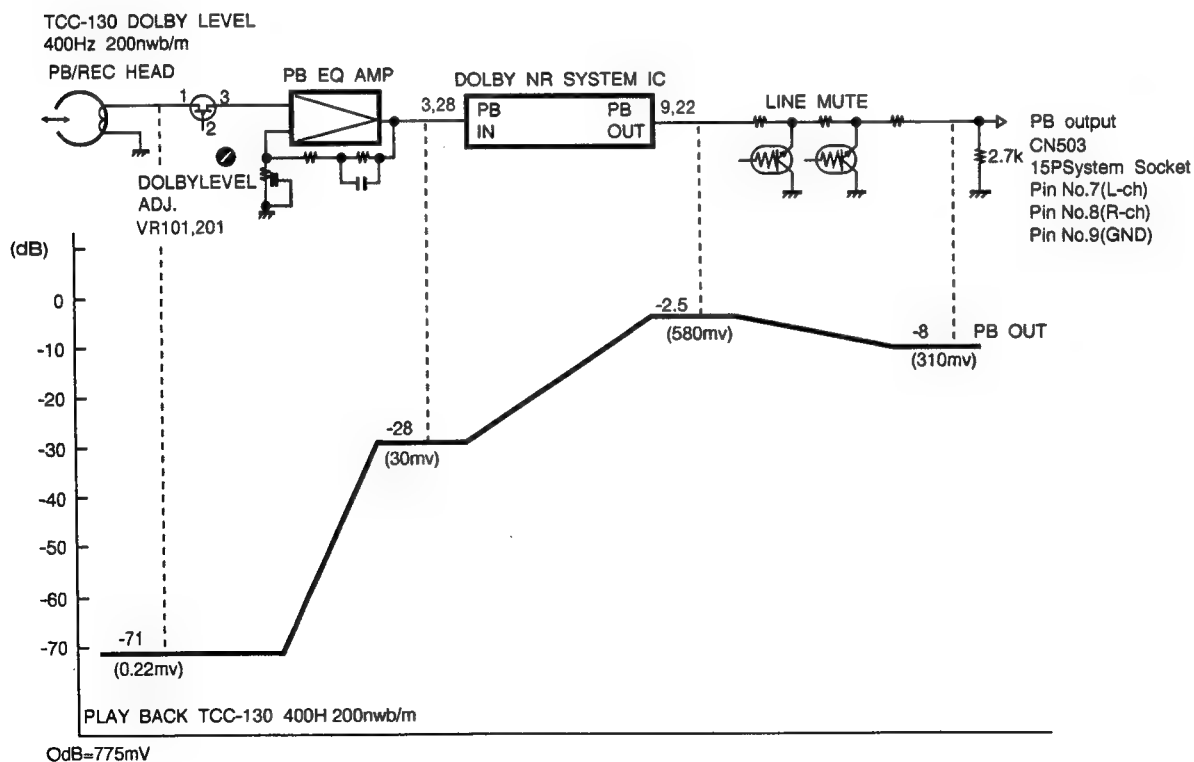 TCC-130 DOLBY LEVEL
400Hz 200nwb/m
PB/REC HEAD
PB EQ AMP
DOLBY NR SYSTEM IC
LINE MUTE
1
3
2
3,28
PB IN
PB OUT
9,22
2.7k
PB output
CN503
15PSystem Socket
Pin No.7(L-ch)
Pin No.8(R-ch)
Pin No.9(GND)
DOLBYLEVEL
ADJ.
VR101,201
(dB)
0
-10
-20
-30
-40
-50
-60
-70
-71
(0.22mv)
-28
(30mv)
-2.5
(580mv)
-8
(310mv)
PB OUT
PLAY BACK TCC-130 400H 200nwb/m
OdB=775mV